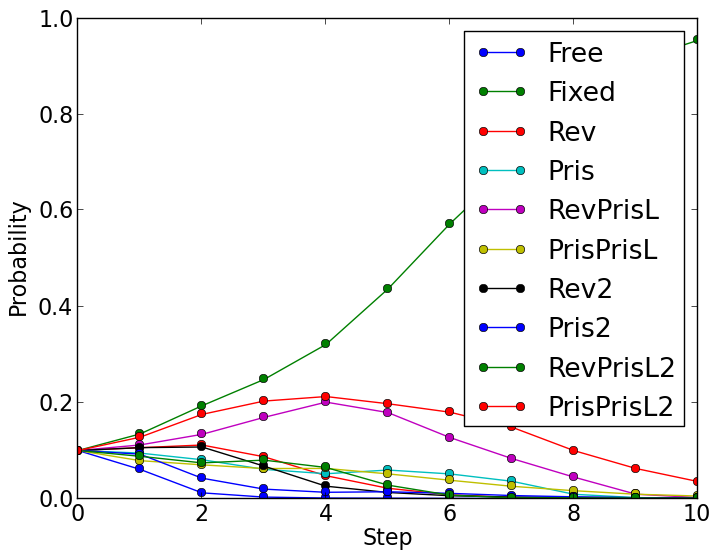 1.0
0.8
0.6
0.4
0.2
0.0
Probability
0
2
4
6
8
10
Step
Free
Fixed
Rev
Pris
RevPrisL
PrisPrisL
Rev2
Pris2
RevPrisL2
PrisPrisL2